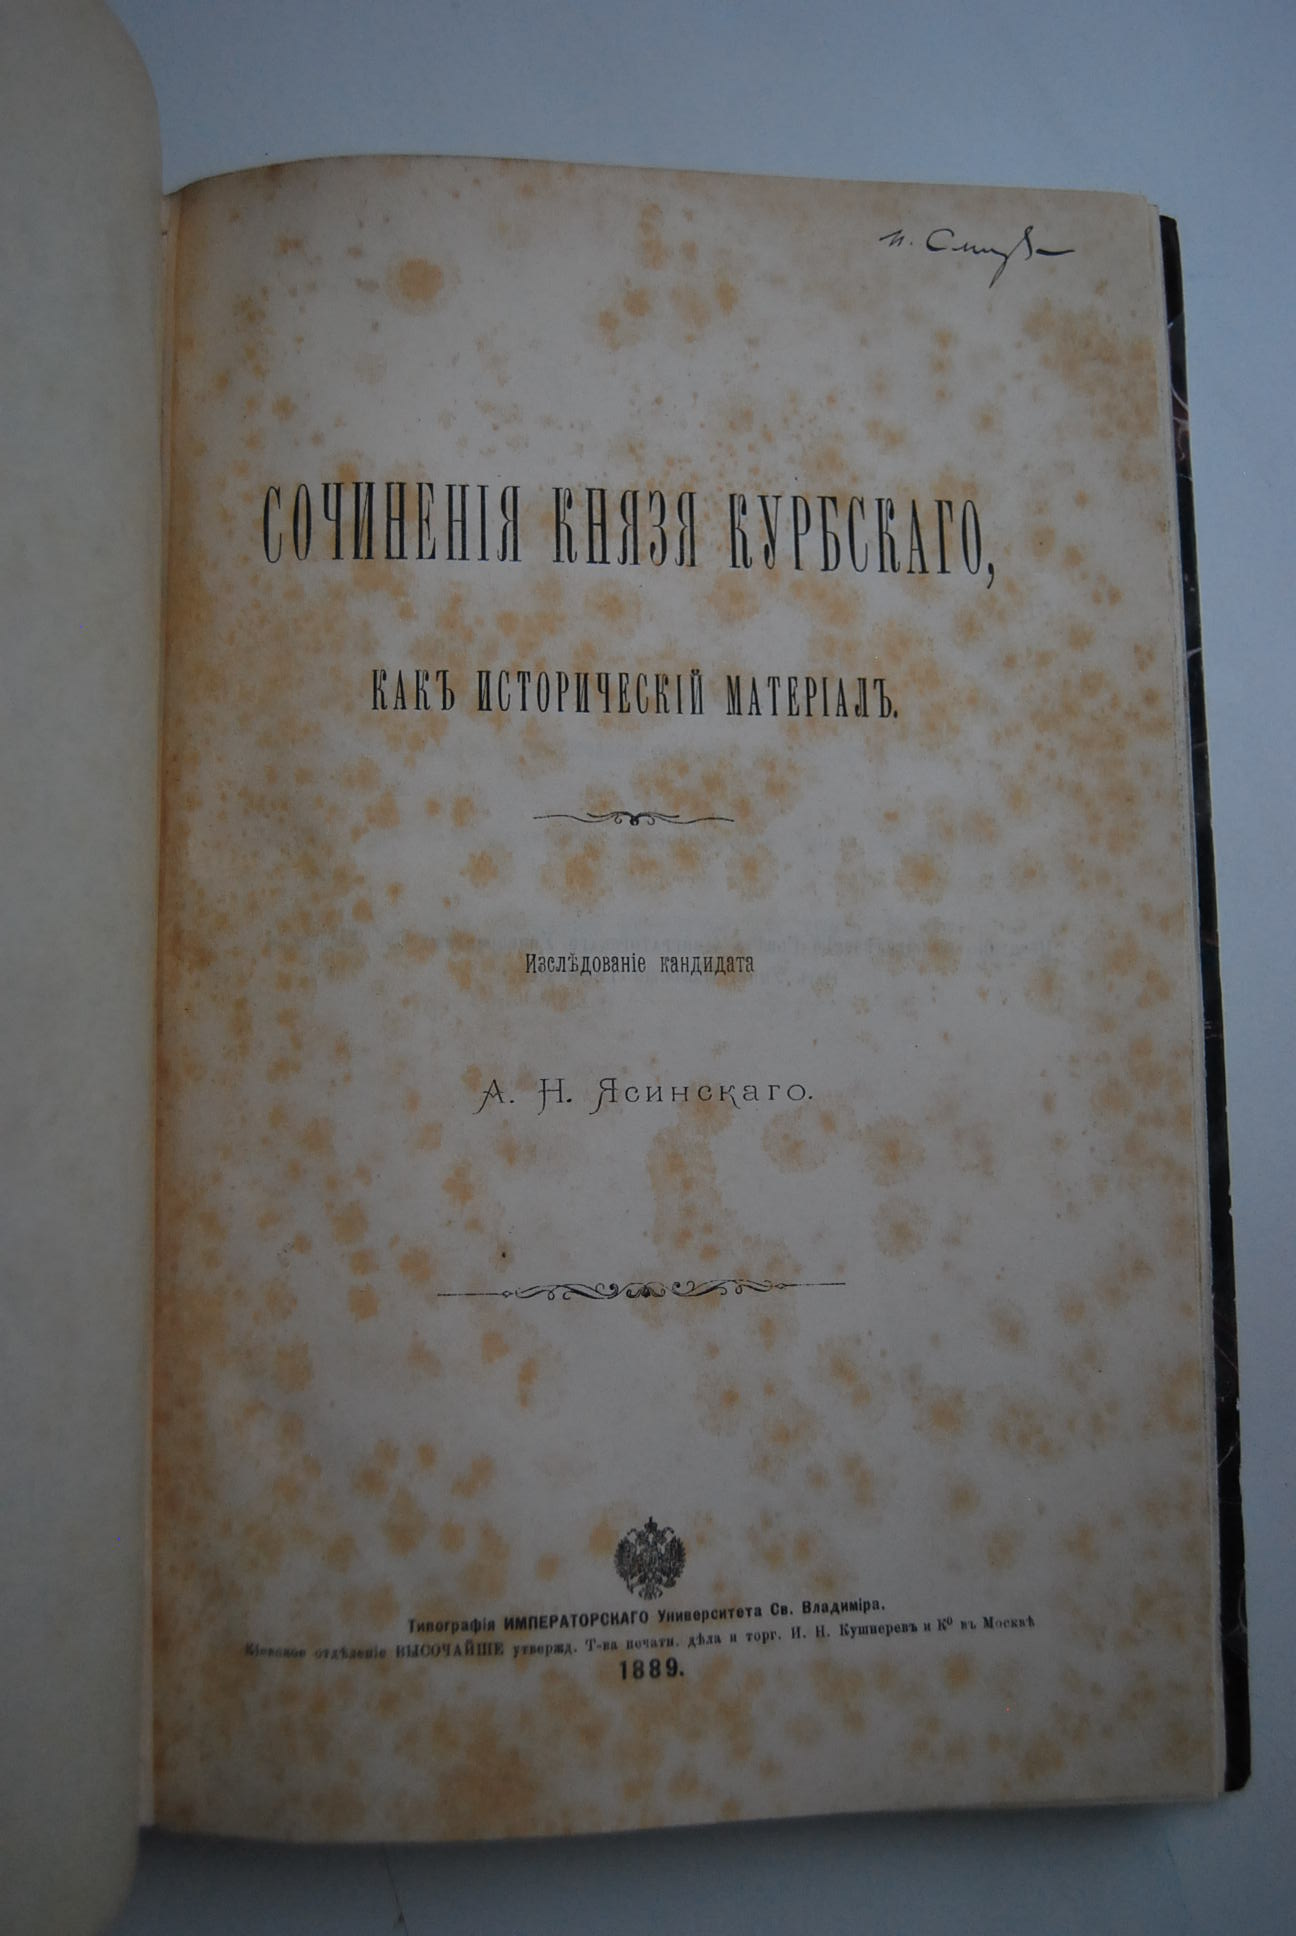 СОЧИНЕНІЯ КНЯЗЯ КУРБСКАГО,
КАКЪ ИСТОРИЧЕСКІЙ МАТЕРІАЛЪ.
Изслѣдованіе кандидата
А. Н. Ясинскаго.
Типографія ИМПЕРАТОРСКАГО Университета Св. Владиміра.
Кіевское отдѣленіе ВЫСОЧАЙШЕ утвержд. Т-ва печатн. дѣла и торг. И. Н. Кушнеревъ и Ко въ Москвѣ
1889.